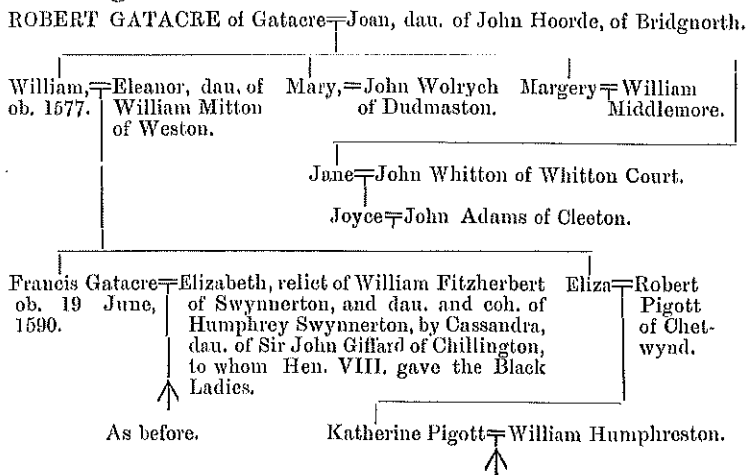 ROBERT GATACRE of Gatacre=Joan, dau. of John Hoorde, of Bridgnorth.
William,=Eleanor, dau. of Mary,=John Wolrych Margery=William
ob. 1577. William Mitton of Dudmaston. Middlemore.
of Weston.
Jane=John Whitton of Whitton Court.
Joyce=John Adams of Cleeton.
Francis Gatacre=Elizabeth, relict of William Fitzherbert Eliza=Robert
ob. 19 June, of Swynnerton, and dau. and coh. of Pigott
1590. Humphrey Swynnerton, by Cassandra, of Chet-
dau. of Sir John Giffard of Chillington, wynd.
to whom Hen. VIII. gave the Black
Ladies.
As before. Katherine Pigott=William Humphreston.